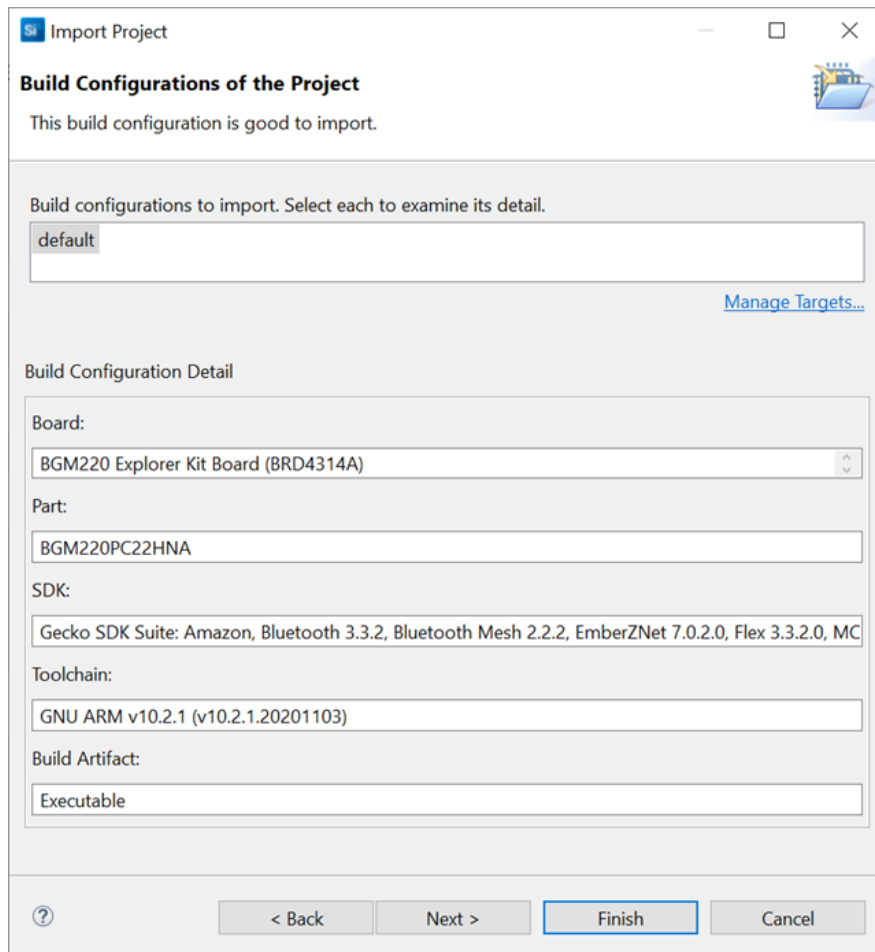 Si Import Project
Build Configurations of the Project
This build configuration is good to import.
Build configurations to import. Select each to examine its detail.
default
Manage Targets...
Build Configuration Detail
Board:
BGM220 Explorer Kit Board (BRD4314A)
Part:
BGM220PC22HNA
SDK:
Gecko SDK Suite: Amazon, Bluetooth 3.3.2, Bluetooth Mesh 2.2.2, EmberZNet 7.0.2.0, Flex 3.3.2.0, MC
Toolchain:
GNU ARM v10.2.1 (v10.2.1.20201103)
Build Artifact:
Executable
? < Back Next > Finish Cancel